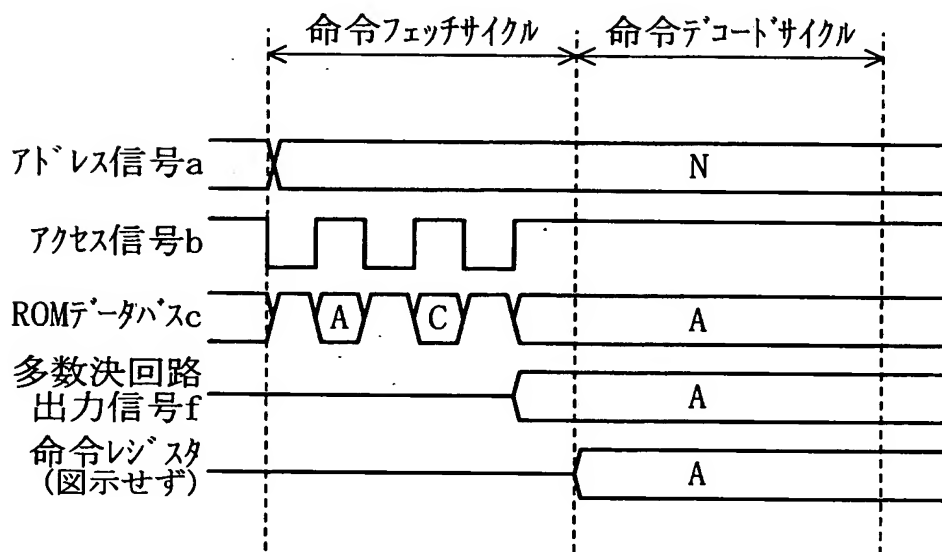 命令フェッチサイクル
命令デコードサイクル
アドレス信号a
N
アクセス信号b
ROMデータバスc
A
C
A
多数決回路
出力信号f
A
命令レジスタ
(図示せず)
A